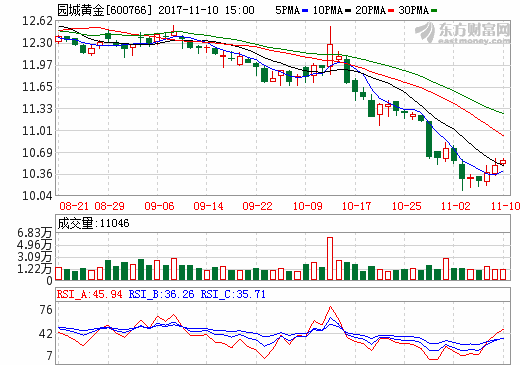 园城黄金[600766] 2017-11-10 15:00 5PMA 10PMA 20PMA 30PMA
东方财富网
eastmoney.com
12.62
12.30
11.97
11.65
11.33
11.01
10.69
10.36
10.04
08-21 08-29 09-06 09-14 09-22 10-09 10-17 10-25 11-02 11-10
成交量:11046
6.83万
4.96万
3.09万
1.22万
0
RSI_A:45.94 RSI_B:36.26 RSI_C:35.71
76
42
7